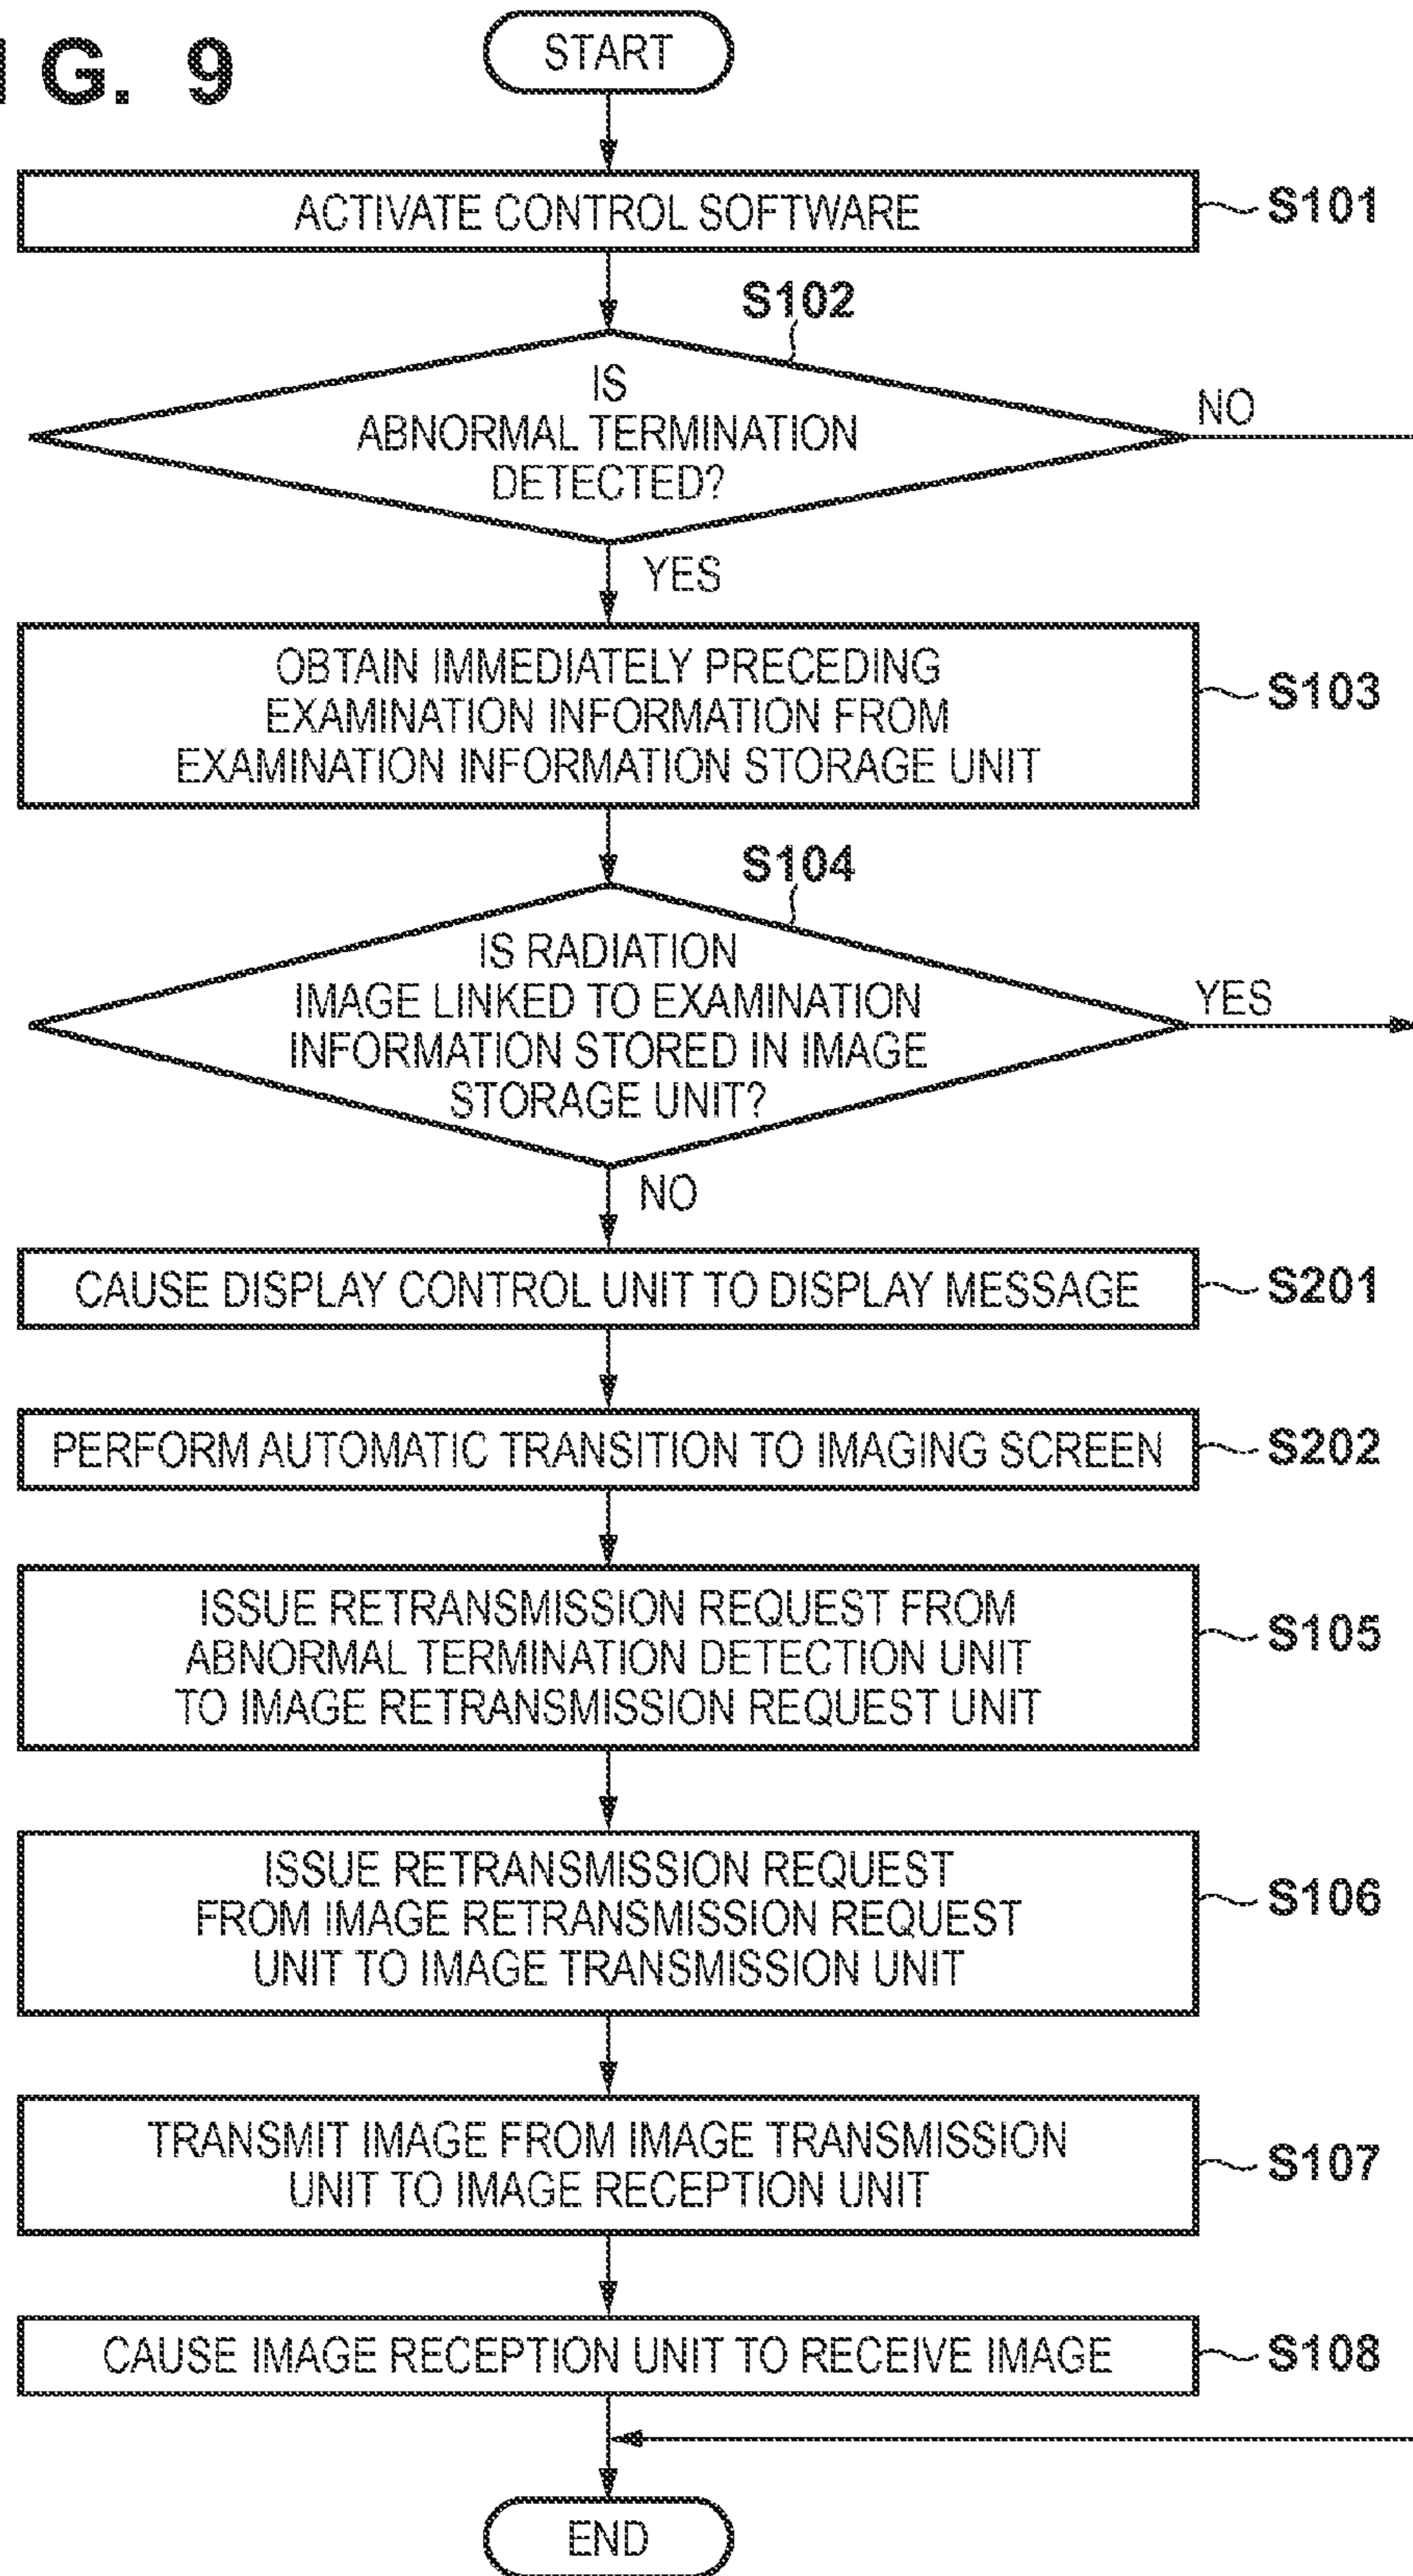 G. 9
START
ACTIVATE CONTROL SOFTWARE
S101
S102
IS
ABNORMAL TERMINATION
DETECTED?
NO
YES
OBTAIN IMMEDIATELY PRECEDING
EXAMINATION INFORMATION FROM
EXAMINATION INFORMATION STORAGE UNIT
S103
S104
IS RADIATION
IMAGE LINKED TO EXAMINATION
INFORMATION STORED IN IMAGE
STORAGE UNIT?
YES
NO
CAUSE DISPLAY CONTROL UNIT TO DISPLAY MESSAGE
S201
PERFORM AUTOMATIC TRANSITION TO IMAGING SCREEN
S202
ISSUE RETRANSMISSION REQUEST FROM
ABNORMAL TERMINATION DETECTION UNIT
TO IMAGE RETRANSMISSION REQUEST UNIT
S105
ISSUE RETRANSMISSION REQUEST
FROM IMAGE RETRANSMISSION REQUEST
UNIT TO IMAGE TRANSMISSION UNIT
S106
TRANSMIT IMAGE FROM IMAGE TRANSMISSION
UNIT TO IMAGE RECEPTION UNIT
S107
CAUSE IMAGE RECEPTION UNIT TO RECEIVE IMAGE
S108
END